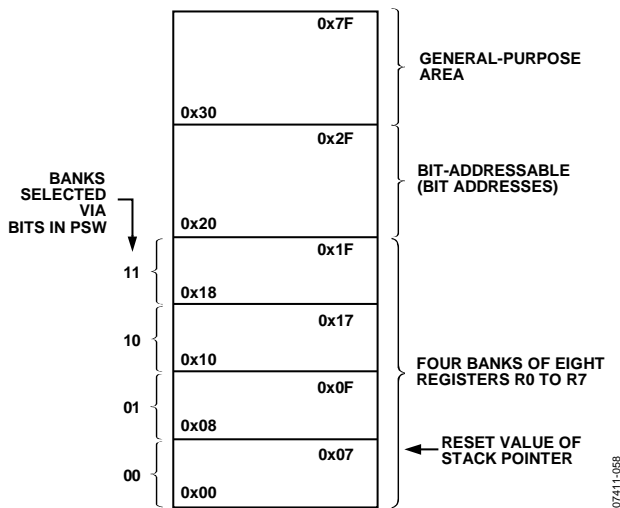 0x7F
GENERAL-PURPOSE
AREA
0x30
0x2F
BIT-ADDRESSABLE
(BIT ADDRESSES)
BANKS
SELECTED
VIA
BITS IN PSW
0x20
0x1F
11
0x18
0x17
10
0x10
FOUR BANKS OF EIGHT
REGISTERS R0 TO R7
0x0F
01
0x08
0x07
RESET VALUE OF
STACK POINTER
00
0x00
07411-058